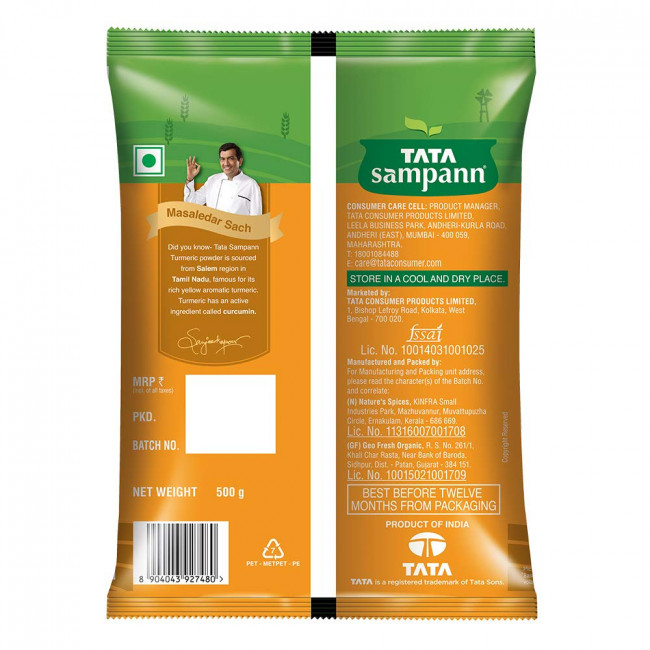 Masaledar Sach
Did you know- Tata Sampann
Turmeric powder is sourced
from Salem region in
Tamil Nadu, famous for its
rich yellow aromatic turmeric.
Turmeric has an active
ingredient called curcumin.
MRP ₹
(Incl. of all taxes)
PKD.
BATCH NO.
NET WEIGHT 500 g
8 904043 927480 >
7
PET - METPET - PE
TATA
sampann®
CONSUMER CARE CELL: PRODUCT MANAGER,
TATA CONSUMER PRODUCTS LIMITED,
LEELA BUSINESS PARK, ANDHERI-KURLA ROAD,
ANDHERI (EAST), MUMBAI - 400 059,
MAHARASHTRA.
T: 18001084488
E: care@tataconsumer.com
STORE IN A COOL AND DRY PLACE.
Marketed by:
TATA CONSUMER PRODUCTS LIMITED,
1, Bishop Lefroy Road, Kolkata, West
Bengal - 700 020.
fssai
Lic. No. 10014031001025
Manufactured and Packed by:
For Manufacturing and Packing unit address,
please read the character(s) of the Batch No.
and correlate:
(N) Nature's Spices, KINFRA Small
Industries Park, Mazhuvannur, Muvattupuzha
Circle, Ernakulam, Kerala - 686 669.
Lic. No. 11316007001708
(GF) Geo Fresh Organic, R. S. No. 261/1,
Khali Char Rasta, Near Bank of Baroda,
Sidhpur, Dist. - Patan, Gujarat - 384 151.
Lic. No. 10015021001709
BEST BEFORE TWELVE
MONTHS FROM PACKAGING
PRODUCT OF INDIA
TATA
TATA is a registered trademark of Tata Sons.
Copyright Reserved